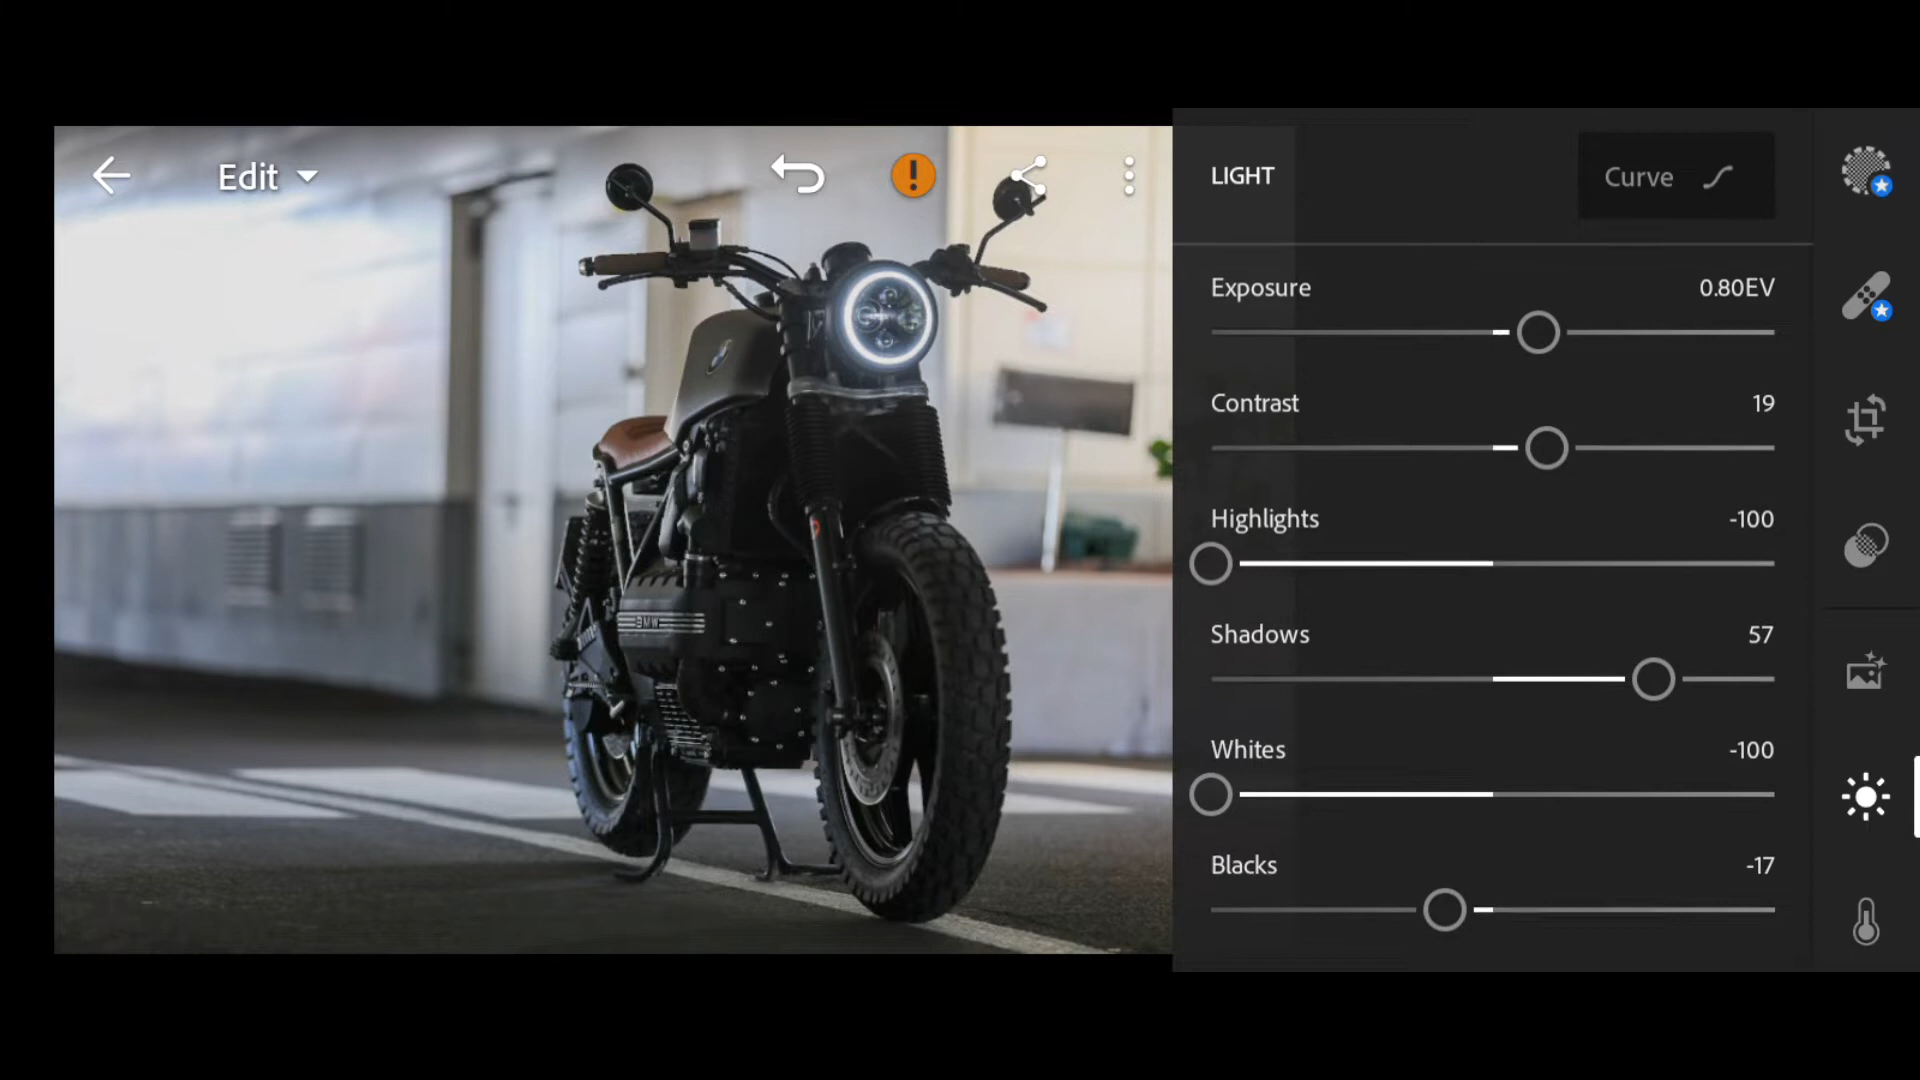 Edit
LIGHT
Curve
Exposure 0.80EV
Contrast 19
Highlights -100
Shadows 57
Whites -100
Blacks -17
BMW